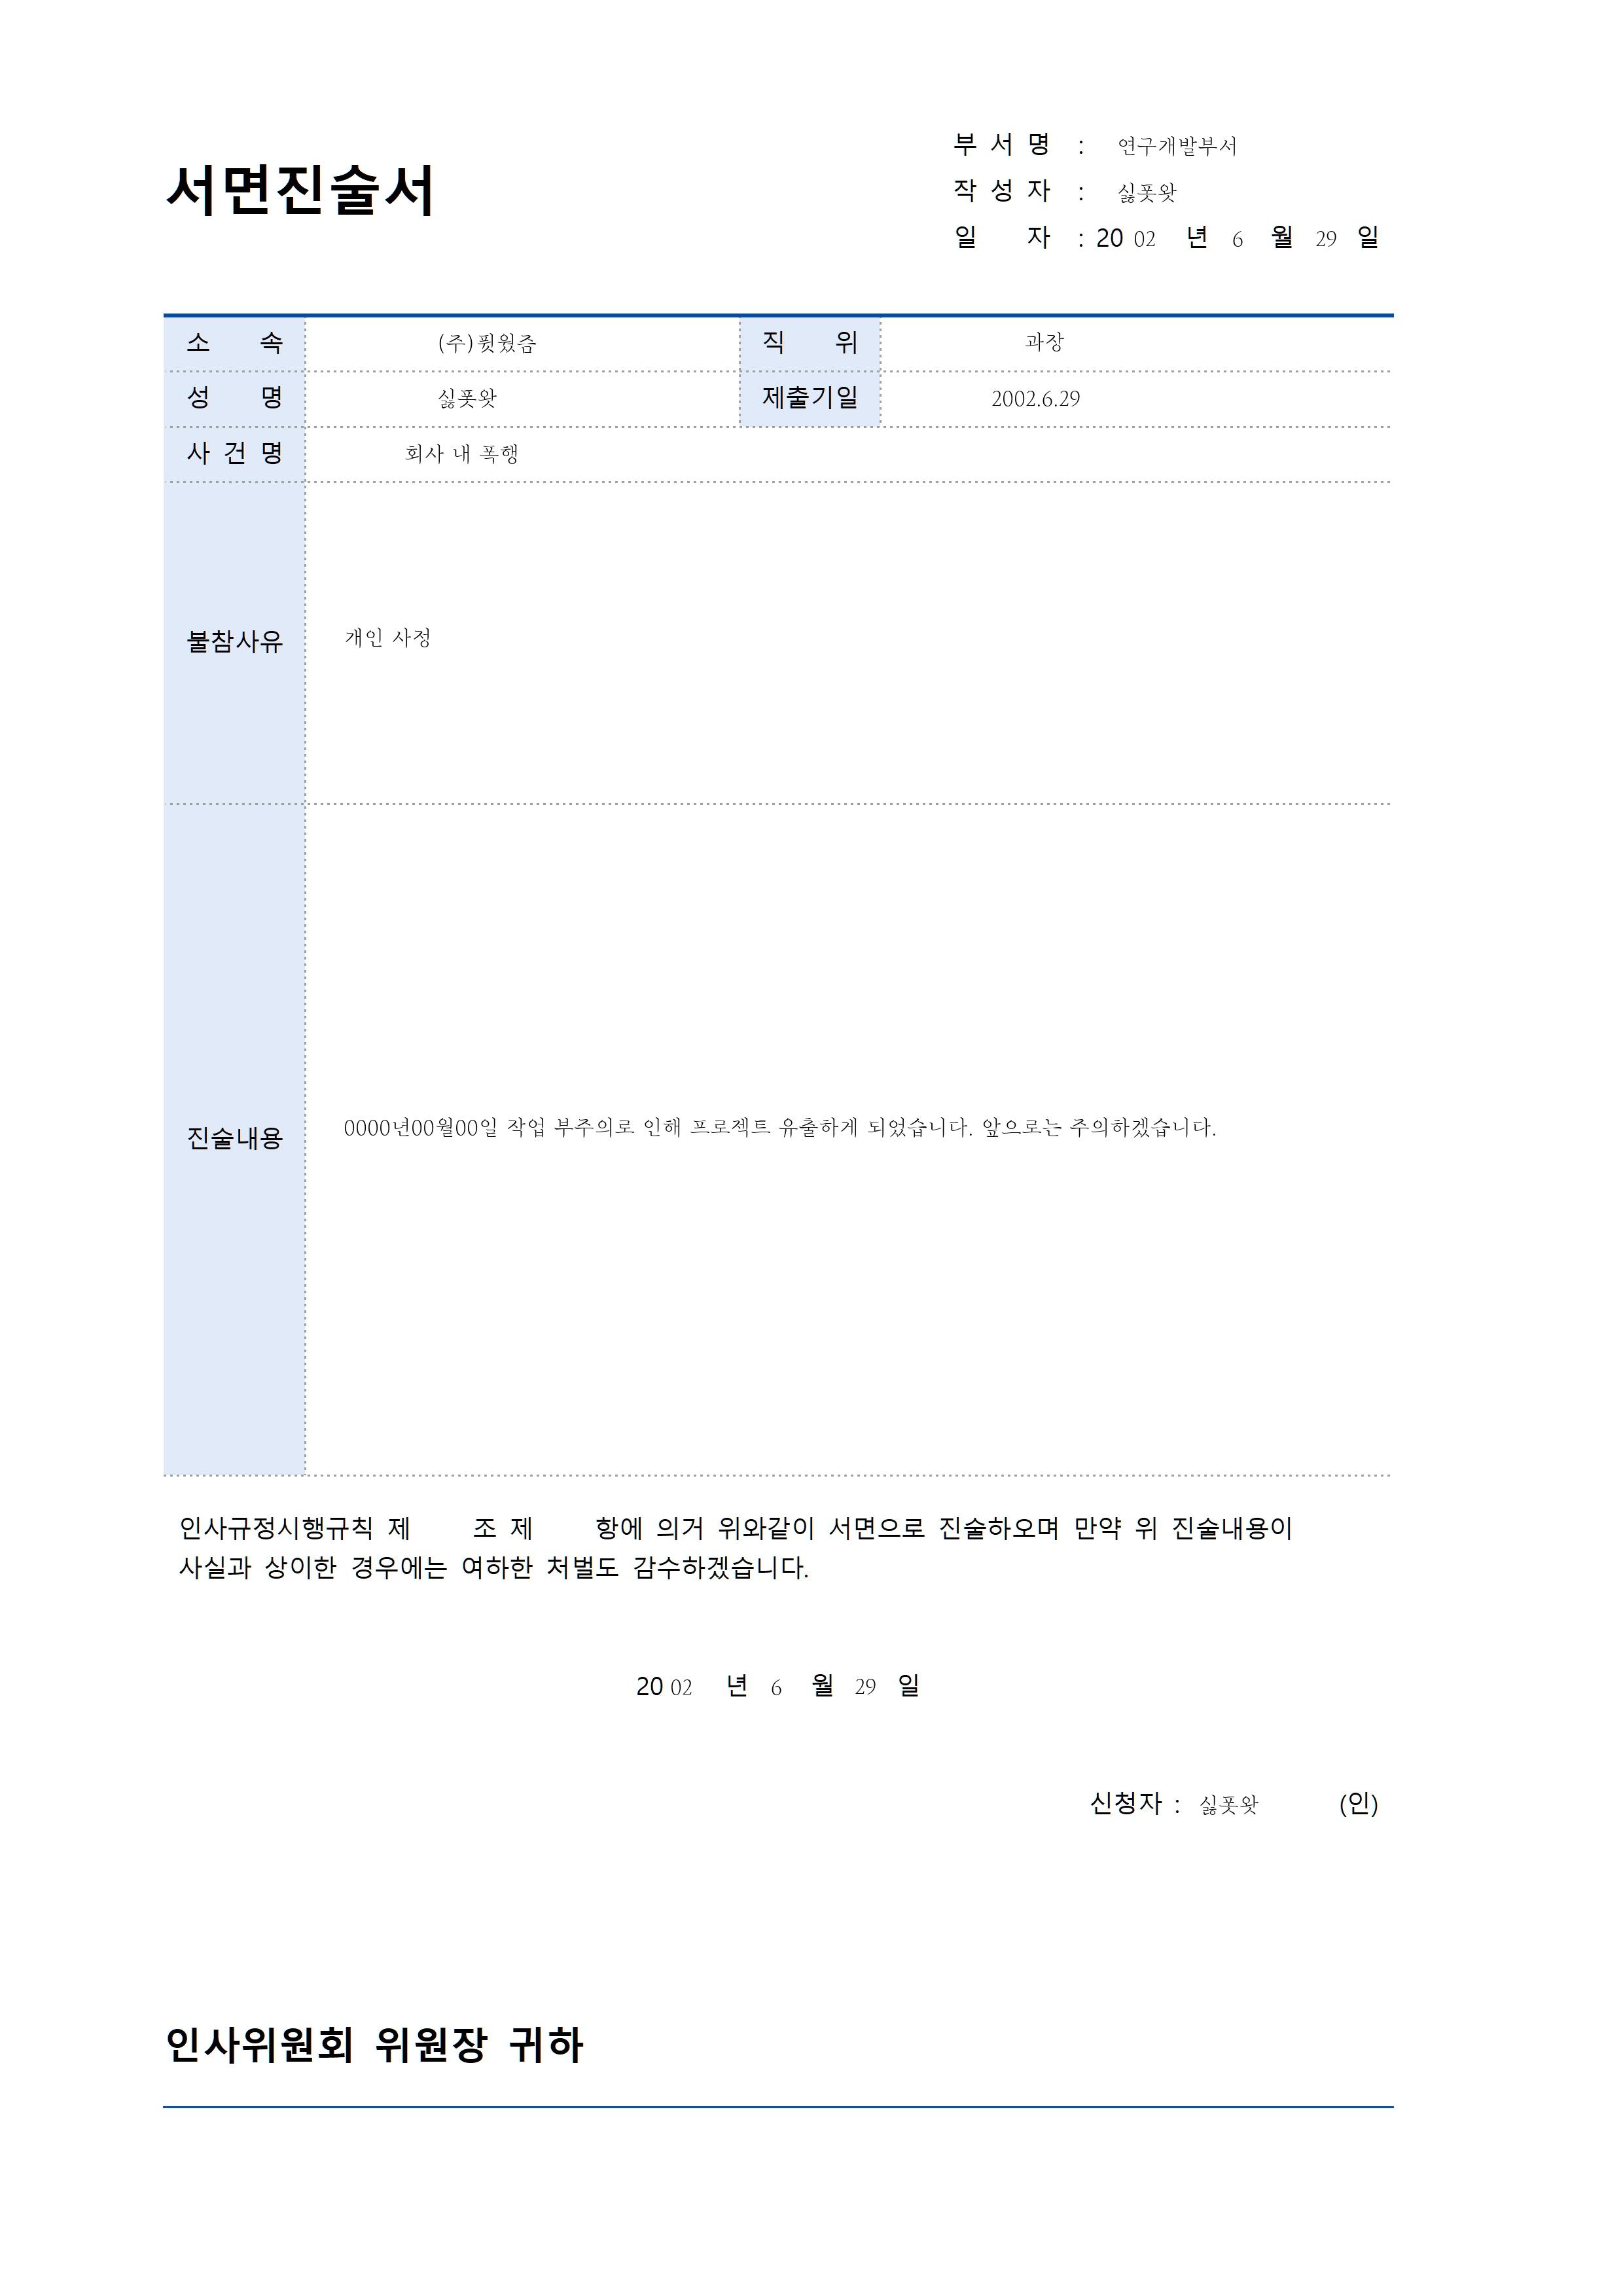 서면진술서
부 서 명 : 연구개발부서
작 성 자 : 싫폿왓
일 자 : 20 02 년 6 월 29 일
소 속 (주)핏웠즘 직 위 과장
성 명 싫폿왓 제출기일 2002.6.29
사 건 명 회사 내 폭행
불참사유 개인 사정
진술내용 0000년00월00일 작업 부주의로 인해 프로젝트 유출하게 되었습니다. 앞으로는 주의하겠습니다.
인사규정시행규칙 제 조 제 항에 의거 위와같이 서면으로 진술하오며 만약 위 진술내용이
사실과 상이한 경우에는 여하한 처벌도 감수하겠습니다.
20 02 년 6 월 29 일
신청자 : 싫폿왓 (인)
인사위원회 위원장 귀하